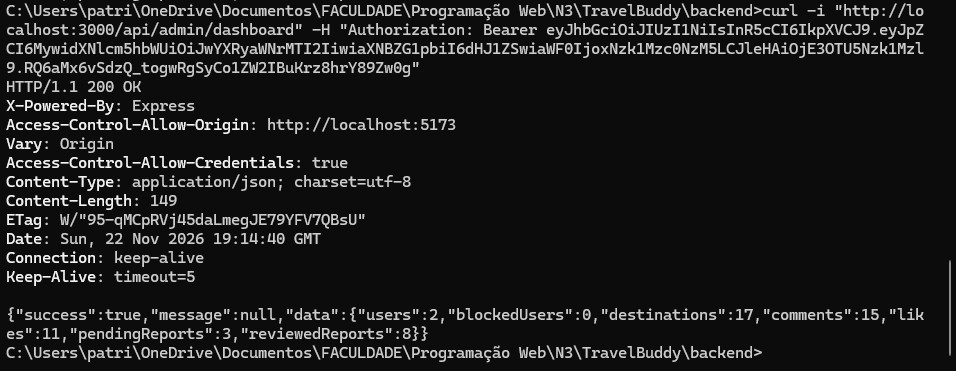 C:\Users\patri\OneDrive\Documentos\FACULDADE\Programação Web\N3\TravelBuddy\backend>curl -i "http://lo
calhost:3000/api/admin/dashboard" -H "Authorization: Bearer eyJhbGciOiJIUzI1NiIsInR5cCI6IkpXVCJ9.eyJpZ
CI6MywidXNlcm5hbWUiOiJwYXRyaWNrMTI2IiwiaXNBZG1pbiI6dHJ1ZSwiaWF0IjoxNzk1Mzc0NzM5LCJleHAiOjE3OTU5Nzk1Mzl
9.RQ6aMx6vSdzQ_togwRgSyCo1ZW2IBuKrz8hrY89Zw0g"
HTTP/1.1 200 OK
X-Powered-By: Express
Access-Control-Allow-Origin: http://localhost:5173
Vary: Origin
Access-Control-Allow-Credentials: true
Content-Type: application/json; charset=utf-8
Content-Length: 149
ETag: W/"95-qMCpRVj45daLmegJE79YFV7QBsU"
Date: Sun, 22 Nov 2026 19:14:40 GMT
Connection: keep-alive
Keep-Alive: timeout=5
{"success":true,"message":null,"data":{"users":2,"blockedUsers":0,"destinations":17,"comments":15,"lik
es":11,"pendingReports":3,"reviewedReports":8}}
C:\Users\patri\OneDrive\Documentos\FACULDADE\Programação Web\N3\TravelBuddy\backend>